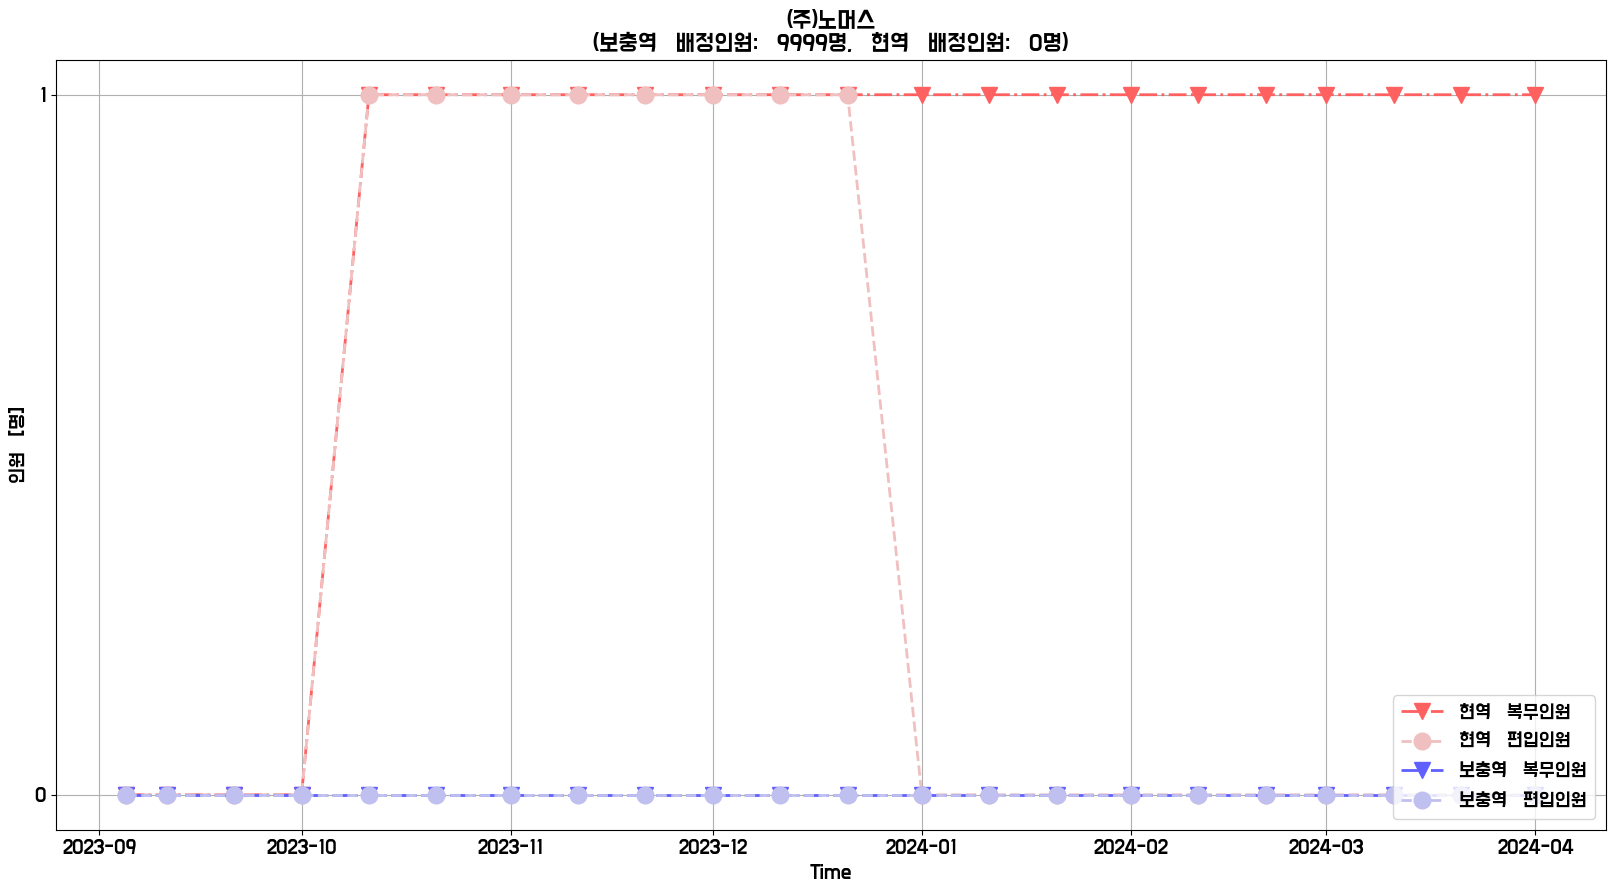 (주)노머스
(보충역 배정인원: 9999명, 현역 배정인원: 0명)
인원 [명]
1
0
현역 복무인원
현역 편입인원
보충역 복무인원
보충역 편입인원
2023-09 2023-10 2023-11 2023-12 2024-01 2024-02 2024-03 2024-04
Time